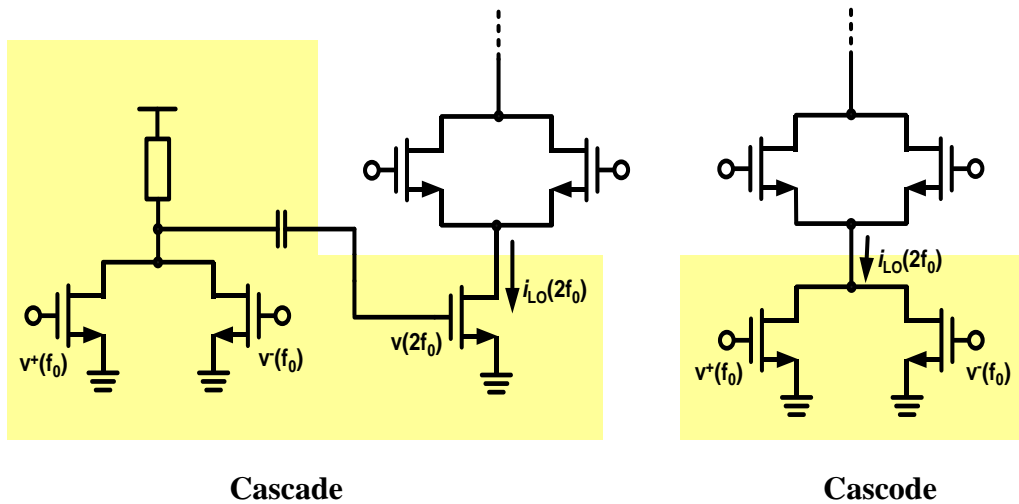 i_LO(2f_0)
v(2f_0)
v^+(f_0)
v^-(f_0)
Cascade
i_LO(2f_0)
v^+(f_0)
v^-(f_0)
Cascode